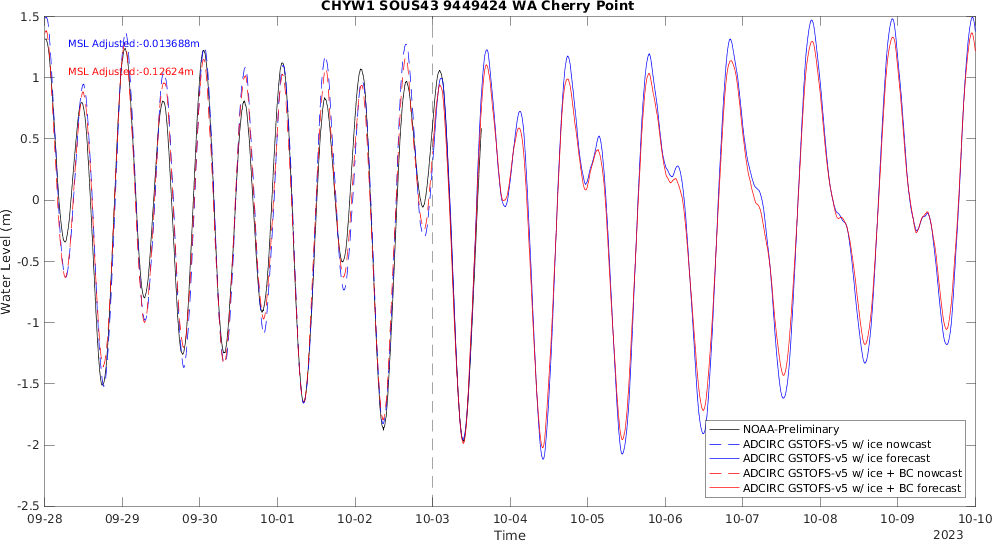 CHYW1 SOUS43 9449424 WA Cherry Point
MSL Adjusted:-0.013688m
MSL Adjusted:-0.12624m
Water Level (m)
1.5
1
0.5
0
-0.5
-1
-1.5
-2
-2.5
NOAA-Preliminary
ADCIRC GSTOFS-v5 w/ ice nowcast
ADCIRC GSTOFS-v5 w/ ice forecast
ADCIRC GSTOFS-v5 w/ ice + BC nowcast
ADCIRC GSTOFS-v5 w/ ice + BC forecast
09-28 09-29 09-30 10-01 10-02 10-03 10-04 10-05 10-06 10-07 10-08 10-09 10-10
Time
2023